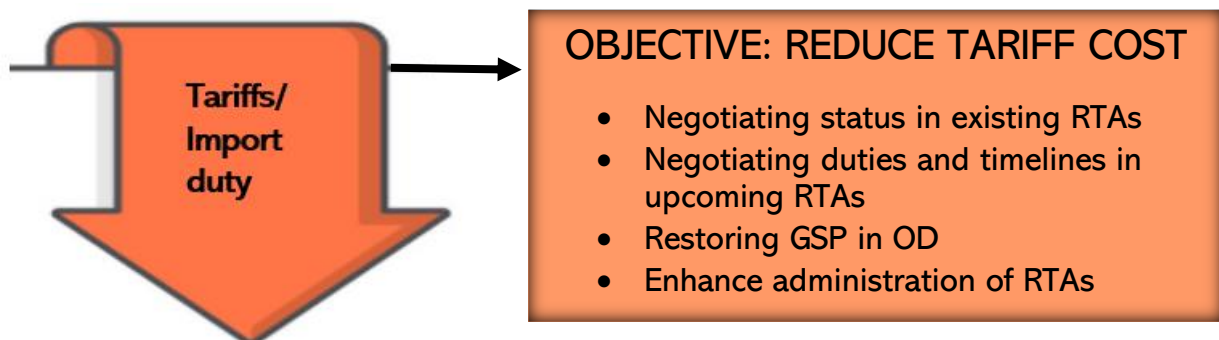 Tariffs/
Import
duty
OBJECTIVE: REDUCE TARIFF COST
• Negotiating status in existing RTAs
• Negotiating duties and timelines in
upcoming RTAs
• Restoring GSP in OD
• Enhance administration of RTAs